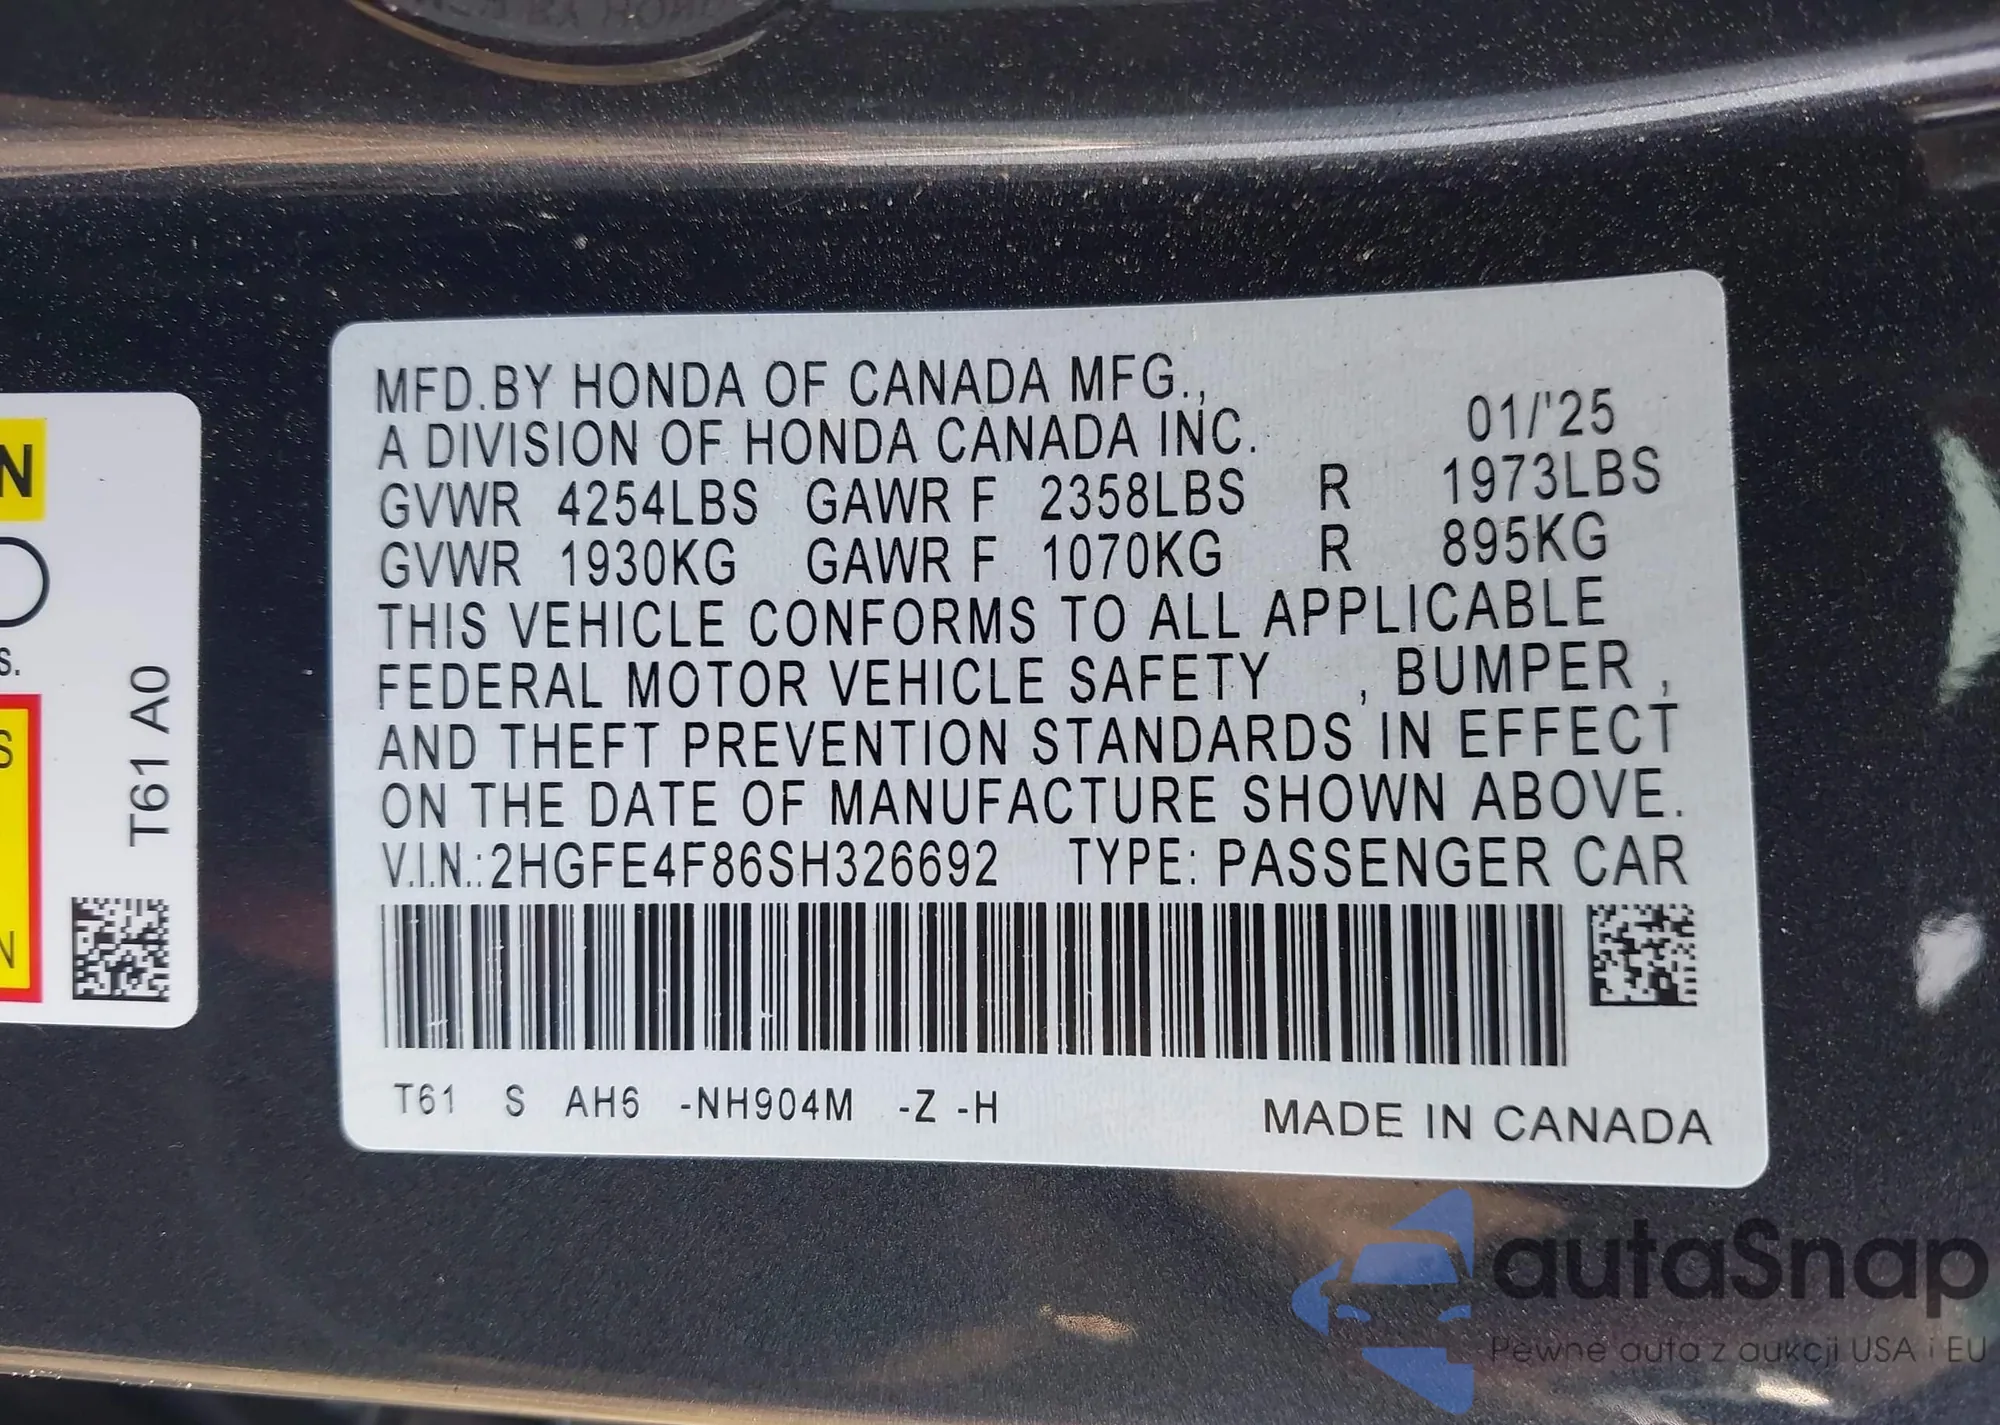 MFD.BY HONDA OF CANADA MFG.,
A DIVISION OF HONDA CANADA INC. 01/'25
GVWR 4254LBS GAWR F 2358LBS R 1973LBS
GVWR 1930KG GAWR F 1070KG R 895KG
THIS VEHICLE CONFORMS TO ALL APPLICABLE
FEDERAL MOTOR VEHICLE SAFETY , BUMPER ,
AND THEFT PREVENTION STANDARDS IN EFFECT
ON THE DATE OF MANUFACTURE SHOWN ABOVE.
V.I.N.:2HGFE4F86SH326692 TYPE: PASSENGER CAR
T61 S AH6 -NH904M -Z -H
MADE IN CANADA
N
s.
S
N
T61 A0
autaSnap
Pewne auta z aukcji USA i EU